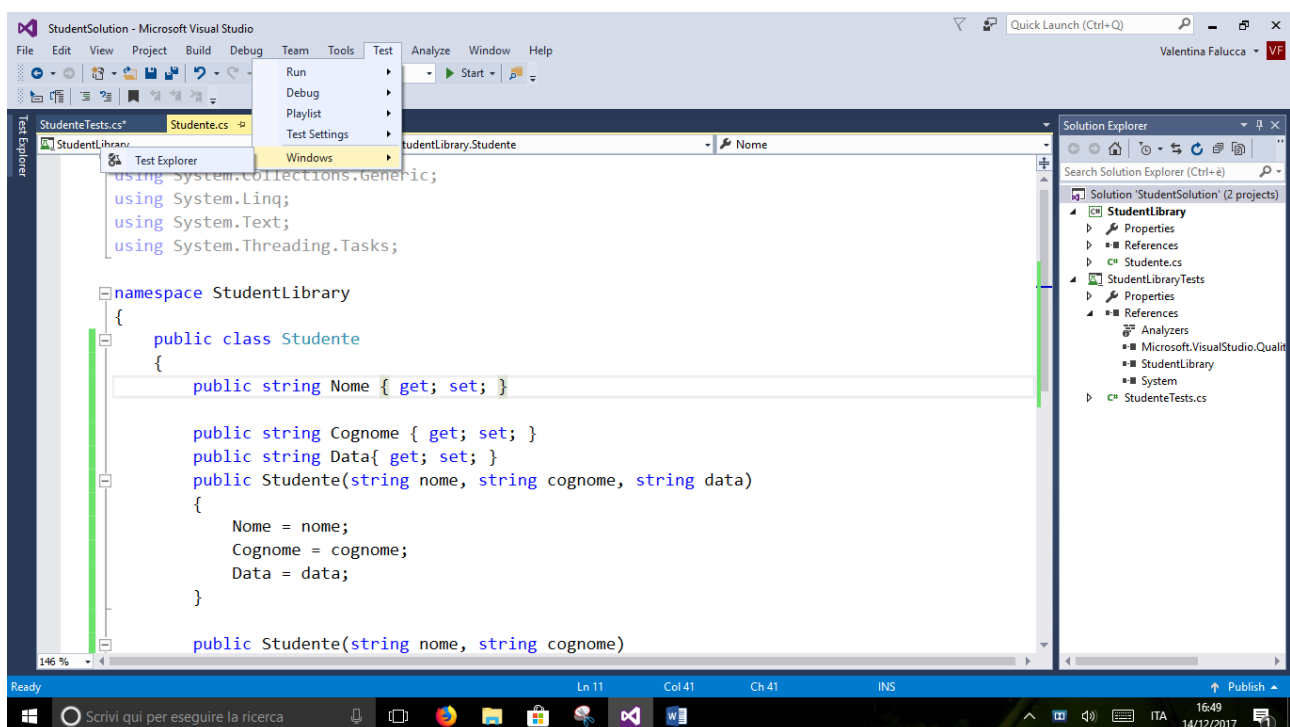 StudentSolution - Microsoft Visual Studio
Quick Launch (Ctrl+Q)
File Edit View Project Build Debug Team Tools Test Analyze Window Help
Valentina Falucca VF
Run
Start
Debug
Playlist
Test Settings
Windows
Test Explorer
Test Explorer
StudenteTests.cs*
Studente.cs
StudentLibrary
tudentLibrary.Studente
Nome
using System.Collections.Generic;
using System.Linq;
using System.Text;
using System.Threading.Tasks;
namespace StudentLibrary
{
public class Studente
{
public string Nome { get; set; }
public string Cognome { get; set; }
public string Data{ get; set; }
public Studente(string nome, string cognome, string data)
{
Nome = nome;
Cognome = cognome;
Data = data;
}
public Studente(string nome, string cognome)
146 %
Solution Explorer
Search Solution Explorer (Ctrl+è)
Solution 'StudentSolution' (2 projects)
C# StudentLibrary
Properties
References
C# Studente.cs
StudentLibraryTests
Properties
References
Analyzers
Microsoft.VisualStudio.Qualit
StudentLibrary
System
C# StudenteTests.cs
Ready
Ln 11
Col 41
Ch 41
INS
Publish
Scrivi qui per eseguire la ricerca
ITA
16:49
14/12/2017